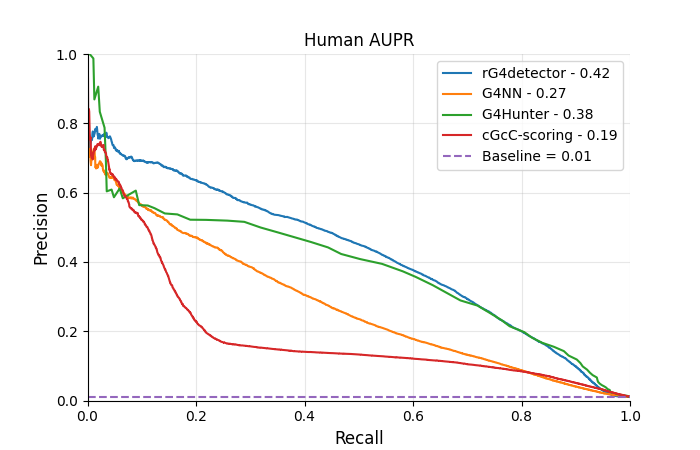 Human AUPR
1.0
0.8
0.6
0.4
0.2
0.0
Precision
rG4detector - 0.42
G4NN - 0.27
G4Hunter - 0.38
cGcC-scoring - 0.19
Baseline = 0.01
0.0 0.2 0.4 0.6 0.8 1.0
Recall